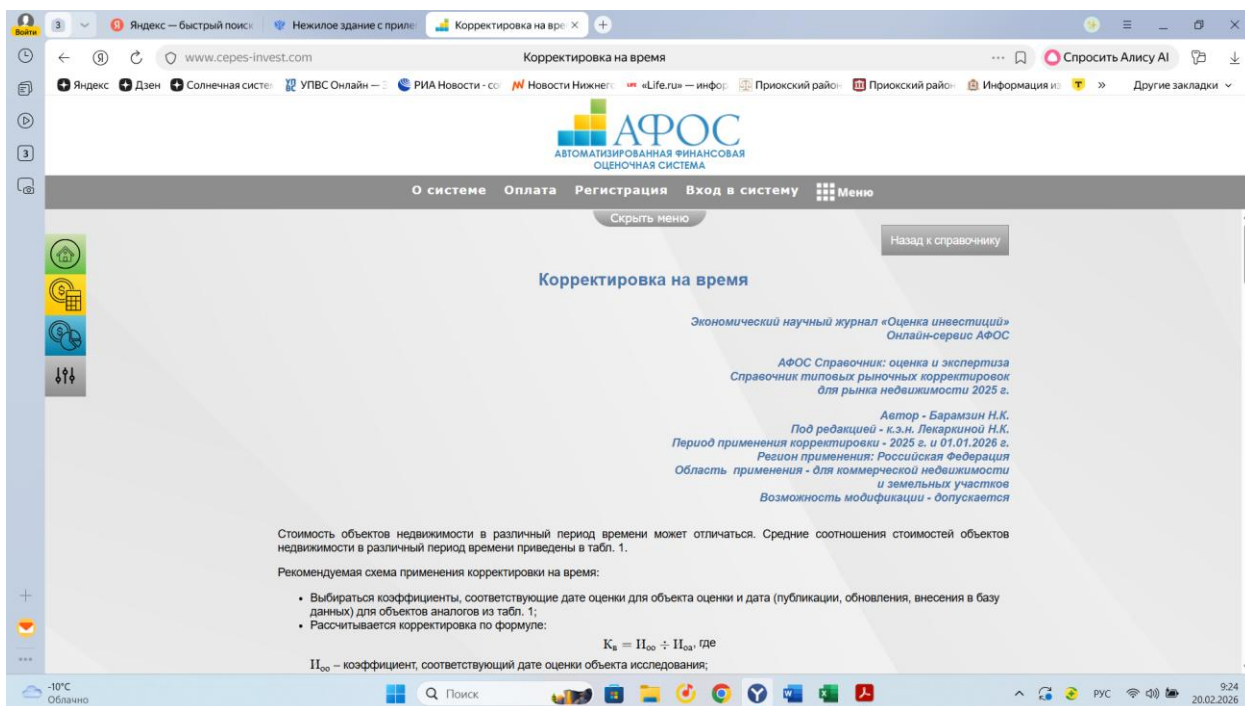 Войти
3
Яндекс — быстрый поиск
Нежилое здание с приле
Корректировка на вре
www.cepes-invest.com
Корректировка на время
Спросить Алису AI
Яндекс
Дзен
Солнечная систе
УПВС Онлайн —
РИА Новости - со
Новости Нижнег
«Life.ru» — инфор
Приокский район
Приокский район
Информация из
»
Другие закладки
3
АФОС
АВТОМАТИЗИРОВАННАЯ ФИНАНСОВАЯ
ОЦЕНОЧНАЯ СИСТЕМА
О системе Оплата Регистрация Вход в систему Меню
Скрыть меню
Назад к справочнику
Корректировка на время
Экономический научный журнал «Оценка инвестиций»
Онлайн-сервис АФОС
АФОС Справочник: оценка и экспертиза
Справочник типовых рыночных корректировок
для рынка недвижимости 2025 г.
Автор - Барамзин Н.К.
Под редакцией - к.э.н. Лекаркиной Н.К.
Период применения корректировки - 2025 г. и 01.01.2026 г.
Регион применения: Российская Федерация
Область применения - для коммерческой недвижимости
и земельных участков
Возможность модификации - допускается
Стоимость объектов недвижимости в различный период времени может отличаться. Средние соотношения стоимостей объектов
недвижимости в различный период времени приведены в табл. 1.
Рекомендуемая схема применения корректировки на время:
• Выбираться коэффициенты, соответствующие дате оценки для объекта оценки и дата (публикации, обновления, внесения в базу
данных) для объектов аналогов из табл. 1;
• Рассчитывается корректировка по формуле:
Kв = Иоо ÷ Иоа, где
Иоо – коэффициент, соответствующий дате оценки объекта исследования;
-10°C
Облачно
Поиск
РУС
9:24
20.02.2026